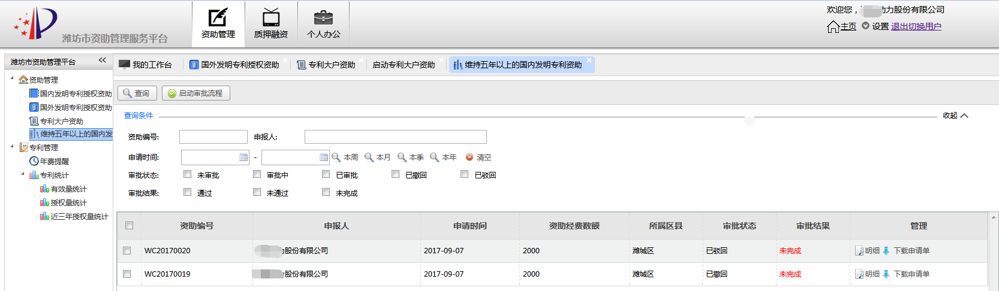 潍坊市资助管理服务平台
资助管理
质押融资
个人办公
欢迎您，力股份有限公司
主页 设置 退出切换用户
潍坊市资助管理平台 <<
资助管理
国内发明专利授权资助
国外发明专利授权资助
专利大户资助
维持五年以上的国内发
专利管理
年费提醒
专利统计
有效量统计
授权量统计
近三年授权量统计
我的工作台 国外发明专利授权资助 专利大户资助 启动专利大户资助 维持五年以上的国内发明专利资助
查询 启动审批流程
查询条件 收起
资助编号: 申报人:
申请时间: - 本周 本月 本季 本年 清空
审批状态: 未审批 审批中 已审批 已撤回 已驳回
审批结果: 通过 未通过 未完成
资助编号 申报人 申请时间 资助经费数额 所属区县 审批状态 审批结果 管理
WC20170020 股份有限公司 2017-09-07 2000 潍城区 已驳回 未完成 明细 下载申请单
WC20170019 股份有限公司 2017-09-07 2000 潍城区 已撤回 未完成 明细 下载申请单